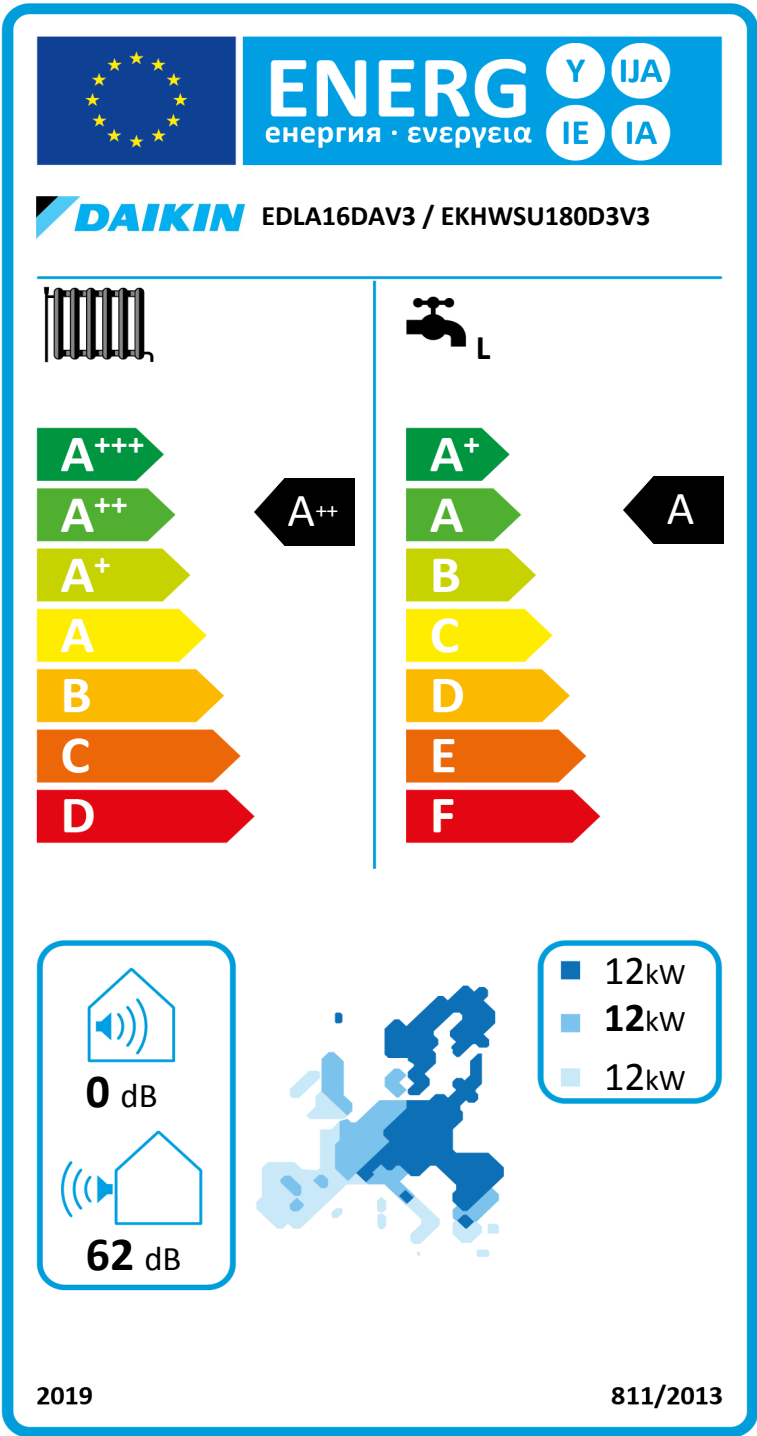 ENERG
енергия · ενεργεια
Y IJA
IE IA
DAIKIN EDLA16DAV3 / EKHWSU180D3V3
L
A+++
A++
A+
A
B
C
D
A++
A+
A
B
C
D
E
F
A
0 dB
62 dB
12kW
12kW
12kW
2019
811/2013